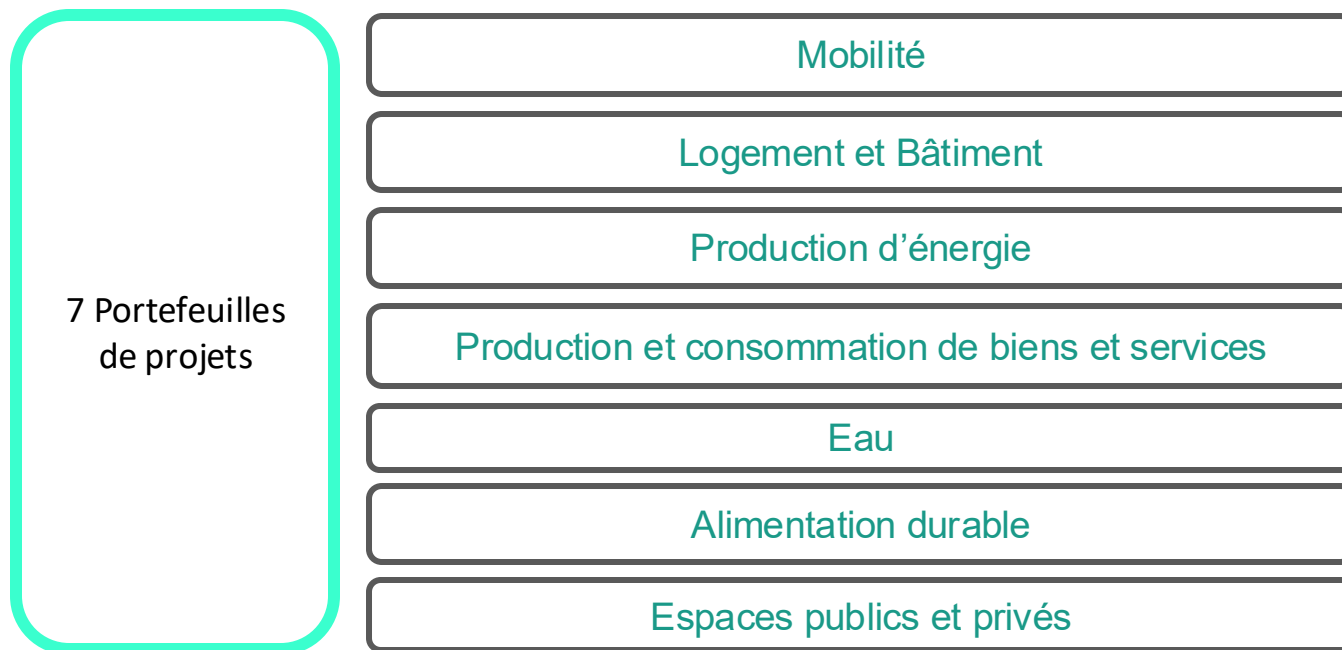 7 Portefeuilles
de projets
Mobilité
Logement et Bâtiment
Production d’énergie
Production et consommation de biens et services
Eau
Alimentation durable
Espaces publics et privés